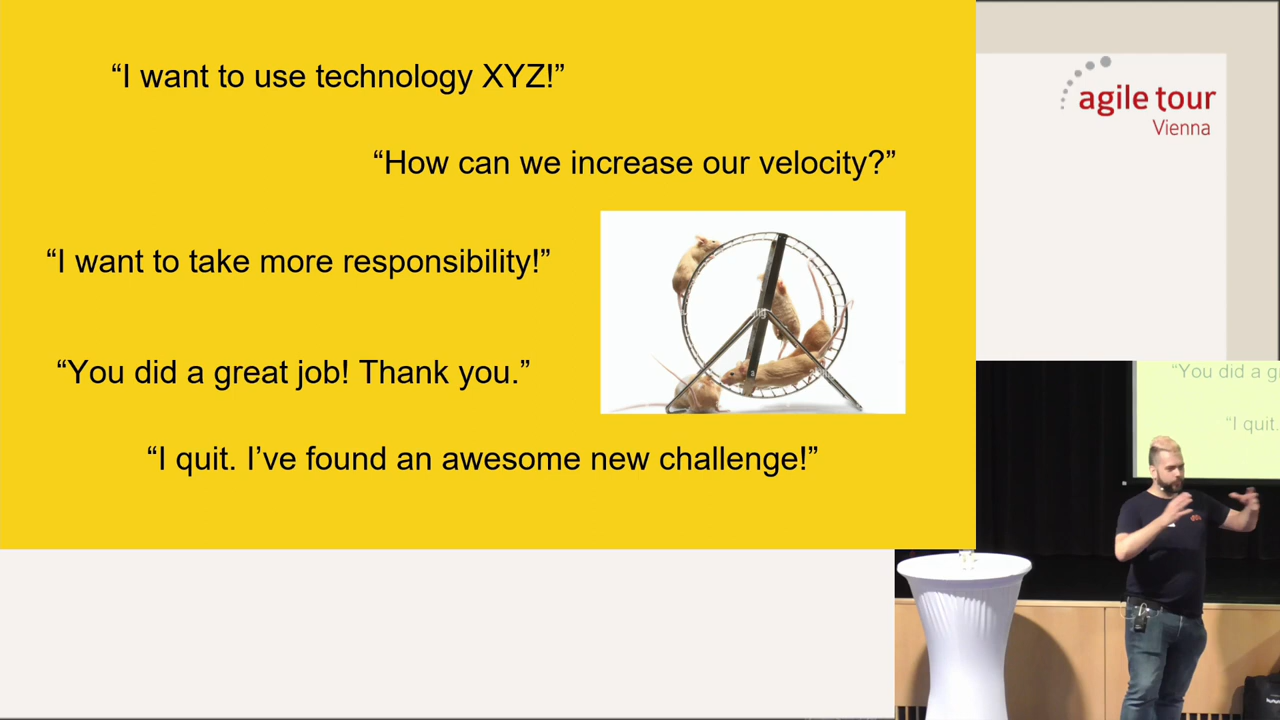 “I want to use technology XYZ!”
“How can we increase our velocity?”
“I want to take more responsibility!”
“You did a great job! Thank you.”
“I quit. I’ve found an awesome new challenge!”
agile tour
Vienna
“You did a g
“I quit.